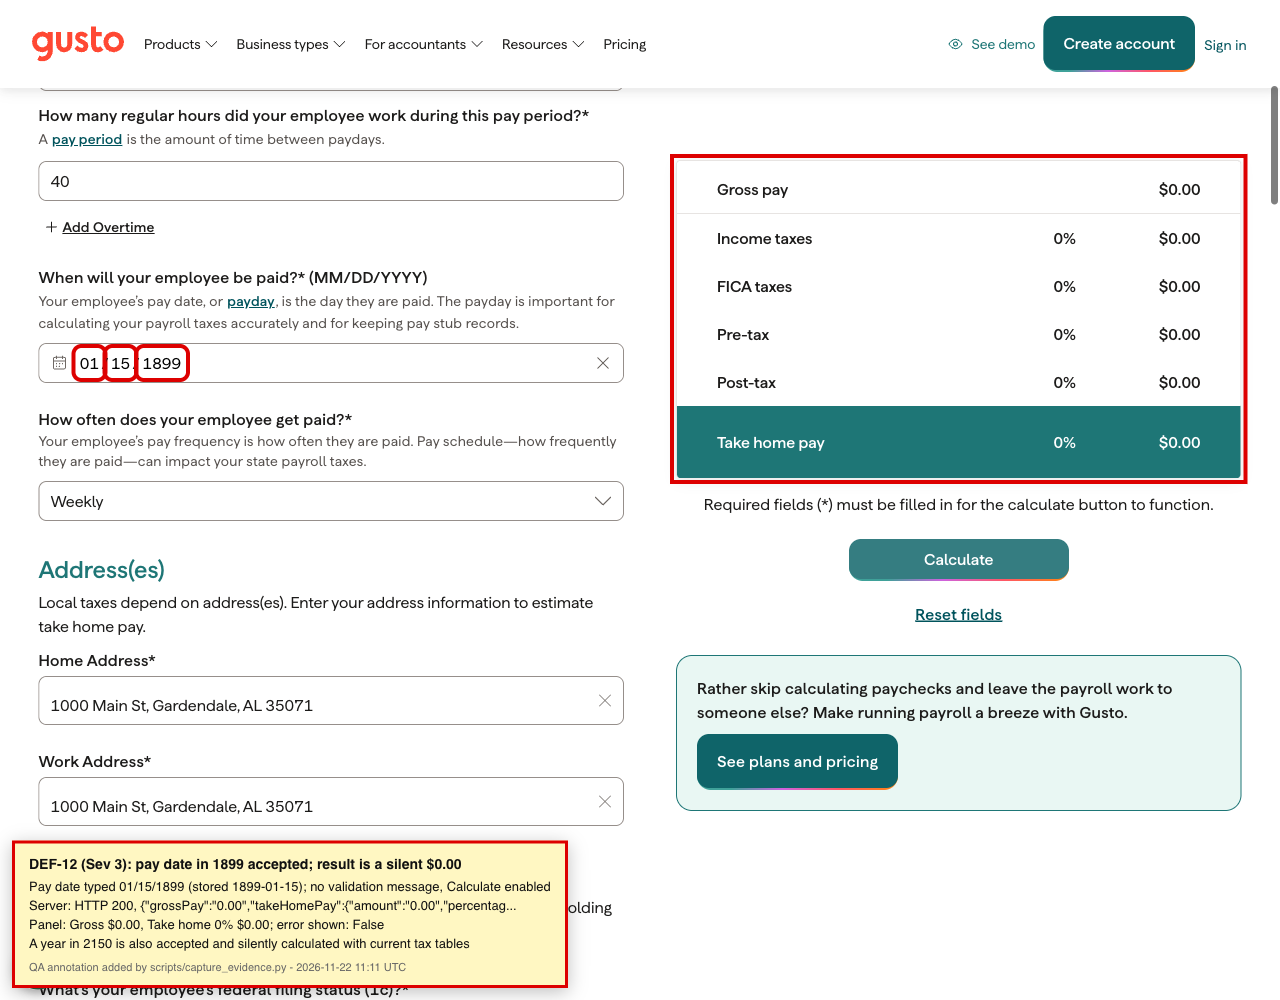 gusto
Products
Business types
For accountants
Resources
Pricing
See demo
Create account
Sign in
How many regular hours did your employee work during this pay period?*
A pay period is the amount of time between paydays.
40
+ Add Overtime
When will your employee be paid?* (MM/DD/YYYY)
Your employee's pay date, or payday, is the day they are paid. The payday is important for
calculating your payroll taxes accurately and for keeping pay stub records.
01/15/1899
How often does your employee get paid?*
Your employee's pay frequency is how often they are paid. Pay schedule—how frequently
they are paid—can impact your state payroll taxes.
Weekly
Address(es)
Local taxes depend on address(es). Enter your address information to estimate
take home pay.
Home Address*
1000 Main St, Gardendale, AL 35071
Work Address*
1000 Main St, Gardendale, AL 35071
Gross pay $0.00
Income taxes 0% $0.00
FICA taxes 0% $0.00
Pre-tax 0% $0.00
Post-tax 0% $0.00
Take home pay 0% $0.00
Required fields (*) must be filled in for the calculate button to function.
Calculate
Reset fields
Rather skip calculating paychecks and leave the payroll work to
someone else? Make running payroll a breeze with Gusto.
See plans and pricing
DEF-12 (Sev 3): pay date in 1899 accepted; result is a silent $0.00
Pay date typed 01/15/1899 (stored 1899-01-15); no validation message, Calculate enabled
Server: HTTP 200, {"grossPay":"0.00","takeHomePay":{"amount":"0.00","percentag...
Panel: Gross $0.00, Take home 0% $0.00; error shown: False
A year in 2150 is also accepted and silently calculated with current tax tables
QA annotation added by scripts/capture_evidence.py - 2026-11-22 11:11 UTC
olding
What's your employee's federal filing status (1c)?*